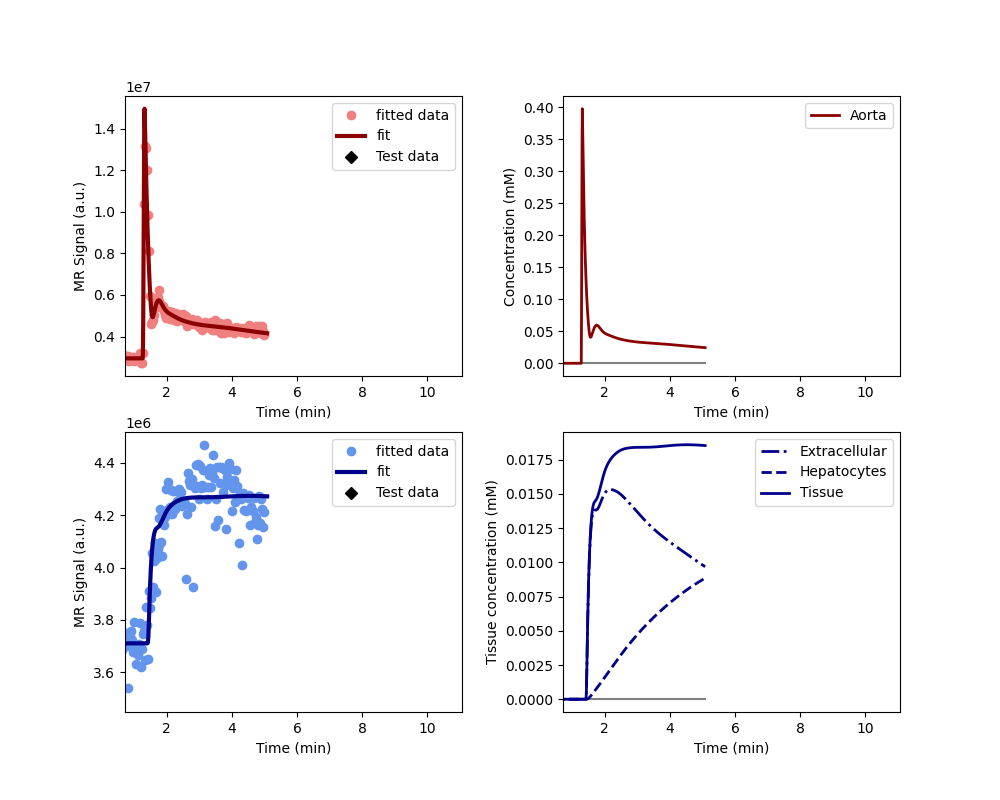 1e7
MR Signal (a.u.)
1.4
1.2
1.0
0.8
0.6
0.4
2 4 6 8 10
Time (min)
fitted data
fit
Test data
Concentration (mM)
0.40
0.35
0.30
0.25
0.20
0.15
0.10
0.05
0.00
2 4 6 8 10
Time (min)
Aorta
1e6
MR Signal (a.u.)
4.4
4.2
4.0
3.8
3.6
2 4 6 8 10
Time (min)
fitted data
fit
Test data
Tissue concentration (mM)
0.0175
0.0150
0.0125
0.0100
0.0075
0.0050
0.0025
0.0000
2 4 6 8 10
Time (min)
Extracellular
Hepatocytes
Tissue